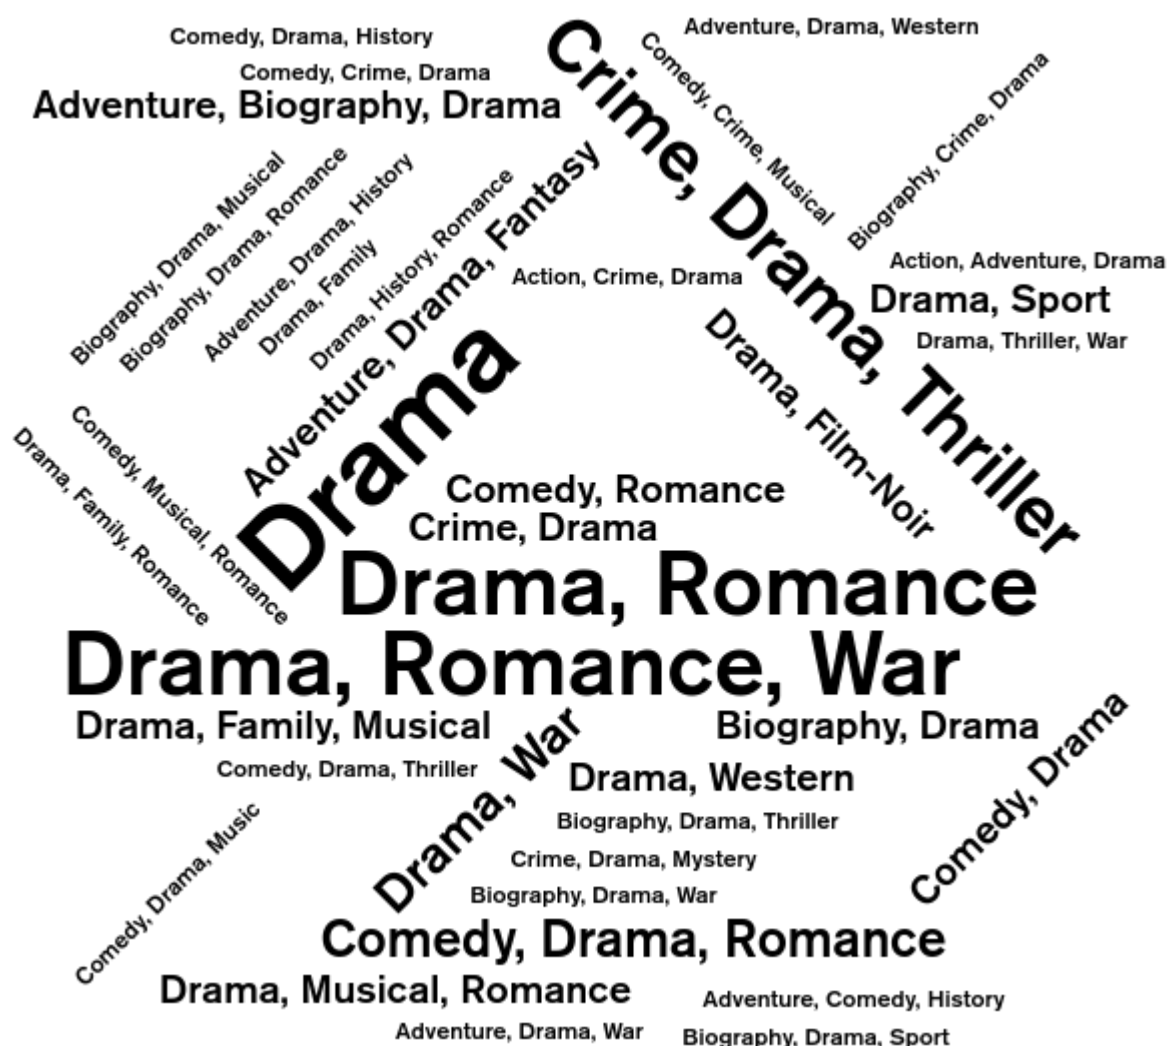 Comedy, Drama, History
Adventure, Drama, Western
Comedy, Crime, Drama
Adventure, Biography, Drama
Crime, Drama, Thriller
Comedy, Crime, Musical
Biography, Crime, Drama
Biography, Drama, Musical
Biography, Drama, Romance
Adventure, Drama, History
Drama, Family
Drama, History, Romance
Adventure, Drama, Fantasy
Action, Crime, Drama
Action, Adventure, Drama
Drama, Sport
Drama, Thriller, War
Drama, Film-Noir
Drama
Comedy, Musical, Romance
Drama, Family, Romance
Comedy, Romance
Crime, Drama
Drama, Romance
Drama, Romance, War
Drama, Family, Musical
Biography, Drama
Drama, War
Comedy, Drama
Comedy, Drama, Thriller
Drama, Western
Comedy, Drama, Music
Biography, Drama, Thriller
Crime, Drama, Mystery
Biography, Drama, War
Comedy, Drama, Romance
Drama, Musical, Romance
Adventure, Comedy, History
Adventure, Drama, War
Biography, Drama, Sport